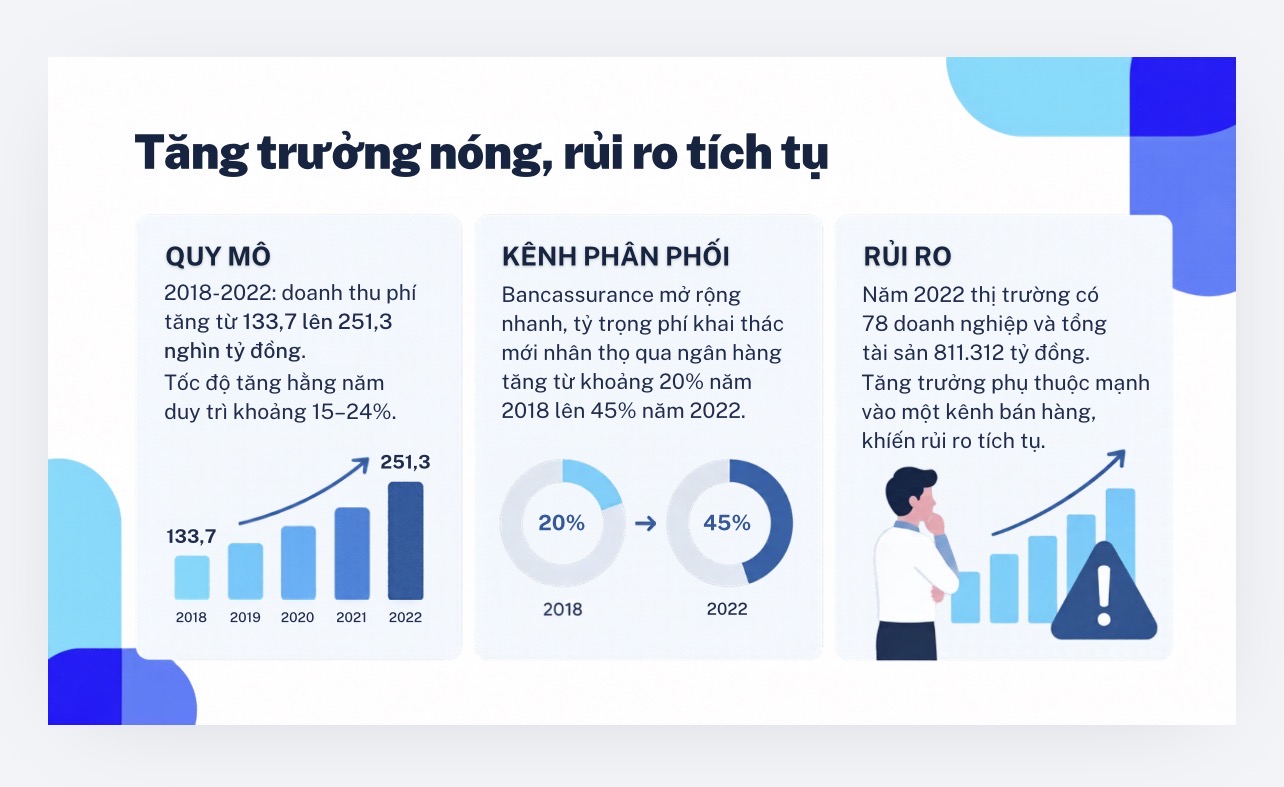 Tăng trưởng nóng, rủi ro tích tụ
QUY MÔ
2018-2022: doanh thu phí
tăng từ 133,7 lên 251,3
nghìn tỷ đồng.
Tốc độ tăng hằng năm
duy trì khoảng 15–24%.
133,7
251,3
2018
2019
2020
2021
2022
KÊNH PHÂN PHỐI
Bancassurance mở rộng
nhanh, tỷ trọng phí khai thác
mới nhân thọ qua ngân hàng
tăng từ khoảng 20% năm
2018 lên 45% năm 2022.
20%
45%
2018
2022
RỦI RO
Năm 2022 thị trường có
78 doanh nghiệp và tổng
tài sản 811.312 tỷ đồng.
Tăng trưởng phụ thuộc mạnh
vào một kênh bán hàng,
khiến rủi ro tích tụ.